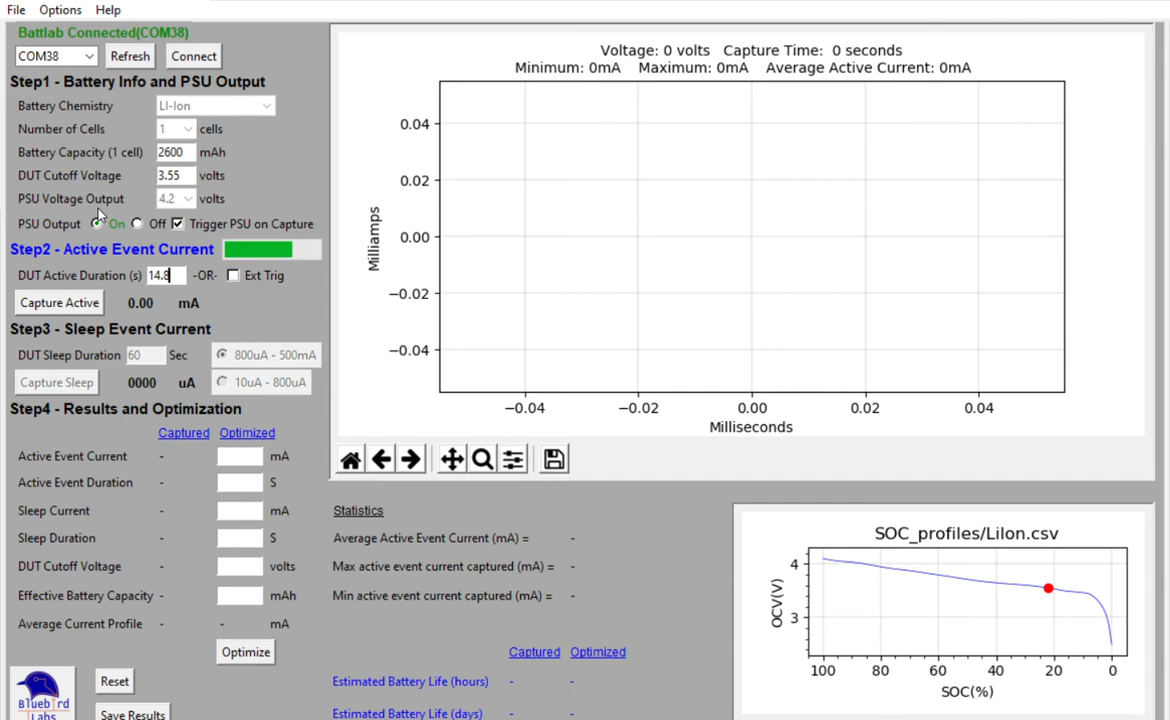 File Options Help
Battlab Connected(COM38)
COM38 Refresh Connect
Step1 - Battery Info and PSU Output
Battery Chemistry LI-Ion
Number of Cells 1 cells
Battery Capacity (1 cell) 2600 mAh
DUT Cutoff Voltage 3.55 volts
PSU Voltage Output 4.2 volts
PSU Output On Off Trigger PSU on Capture
Step2 - Active Event Current
DUT Active Duration (s) 14.8 -OR- Ext Trig
Capture Active 0.00 mA
Step3 - Sleep Event Current
DUT Sleep Duration 60 Sec 800uA - 500mA
Capture Sleep 0000 uA 10uA - 800uA
Step4 - Results and Optimization
Captured Optimized
Active Event Current - mA
Active Event Duration - S
Sleep Current - mA
Sleep Duration - S
DUT Cutoff Voltage - volts
Effective Battery Capacity - mAh
Average Current Profile - - mA
Optimize
Reset
Save Results
Bluebird
Labs
Voltage: 0 volts Capture Time: 0 seconds
Minimum: 0mA Maximum: 0mA Average Active Current: 0mA
0.04
0.02
0.00
−0.02
−0.04
Milliamps
−0.04 −0.02 0.00 0.02 0.04
Milliseconds
Statistics
Average Active Event Current (mA) = -
Max active event current captured (mA) = -
Min active event current captured (mA) = -
Captured Optimized
Estimated Battery Life (hours) - -
Estimated Battery Life (days) - -
SOC_profiles/LiIon.csv
4
3
OCV(V)
100 80 60 40 20 0
SOC(%)